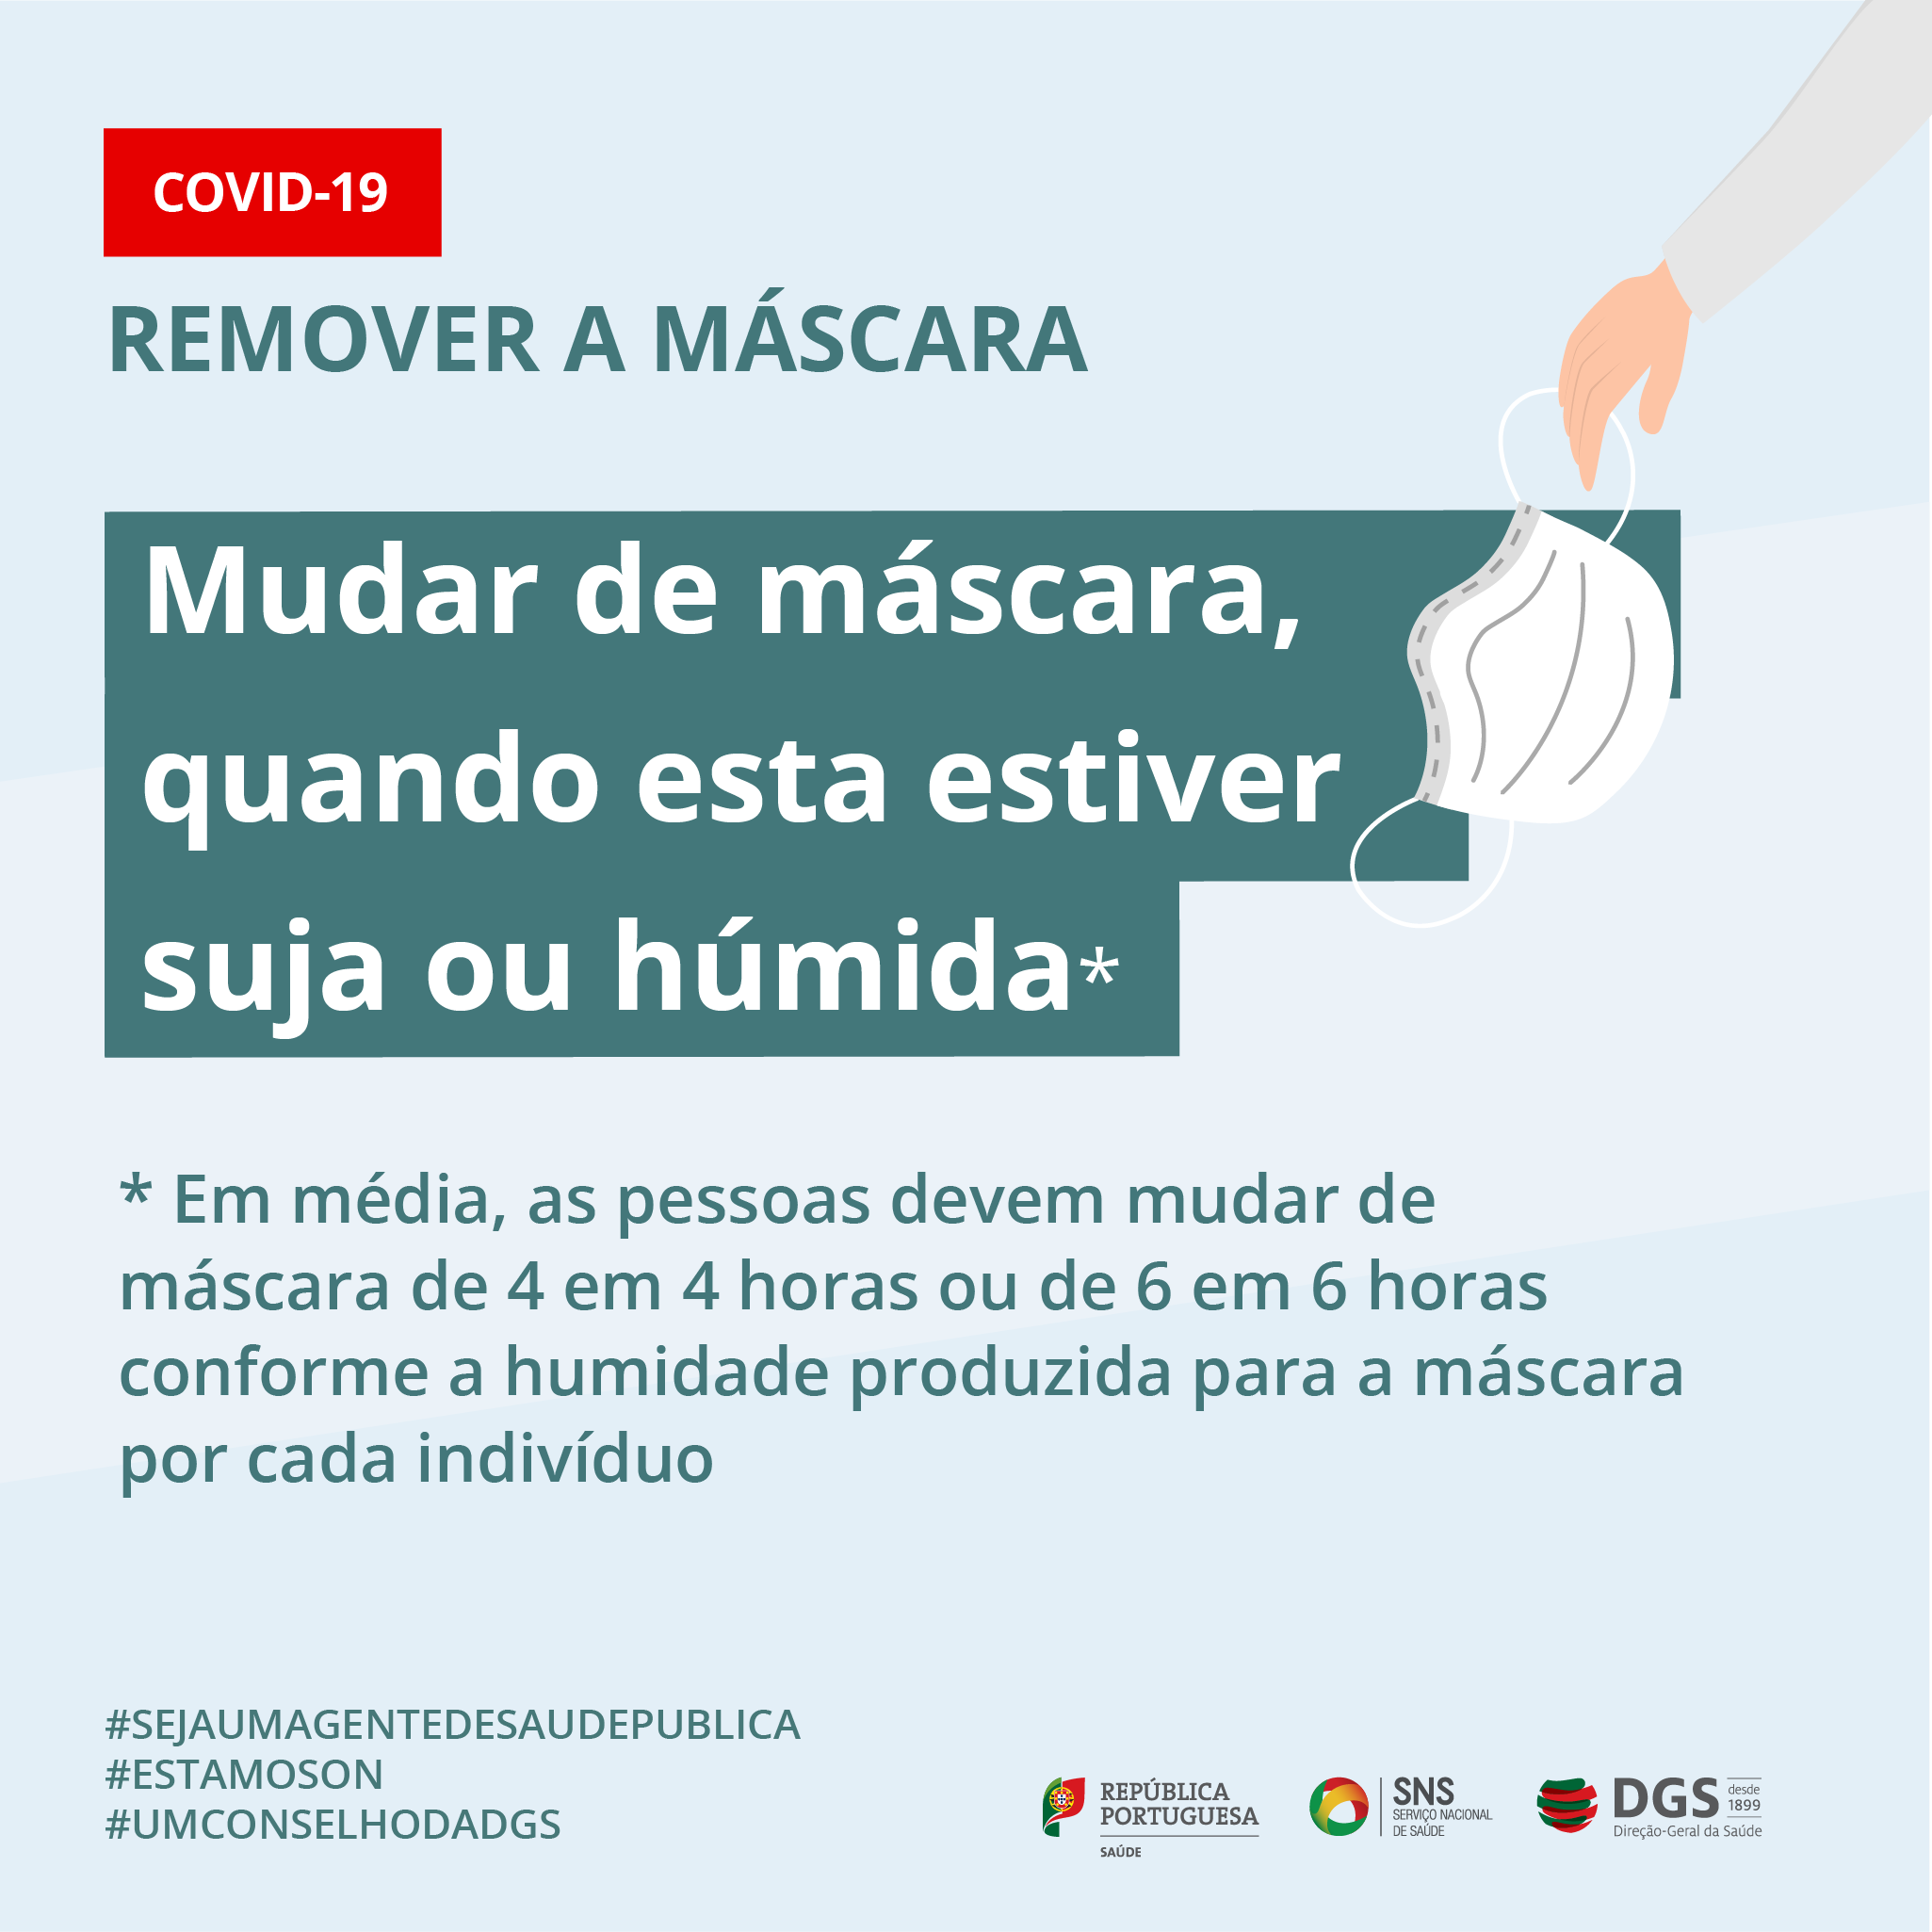 COVID-19
REMOVER A MÁSCARA
Mudar de máscara,
quando esta estiver
suja ou húmida*
* Em média, as pessoas devem mudar de
máscara de 4 em 4 horas ou de 6 em 6 horas
conforme a humidade produzida para a máscara
por cada indivíduo
#SEJAUMAGENTEDESAUDEPUBLICA
#ESTAMOSON
#UMCONSELHODADGS
REPÚBLICA
PORTUGUESA
SAÚDE
SNS
SERVIÇO NACIONAL
DE SAÚDE
DGS
desde
1899
Direção-Geral da Saúde